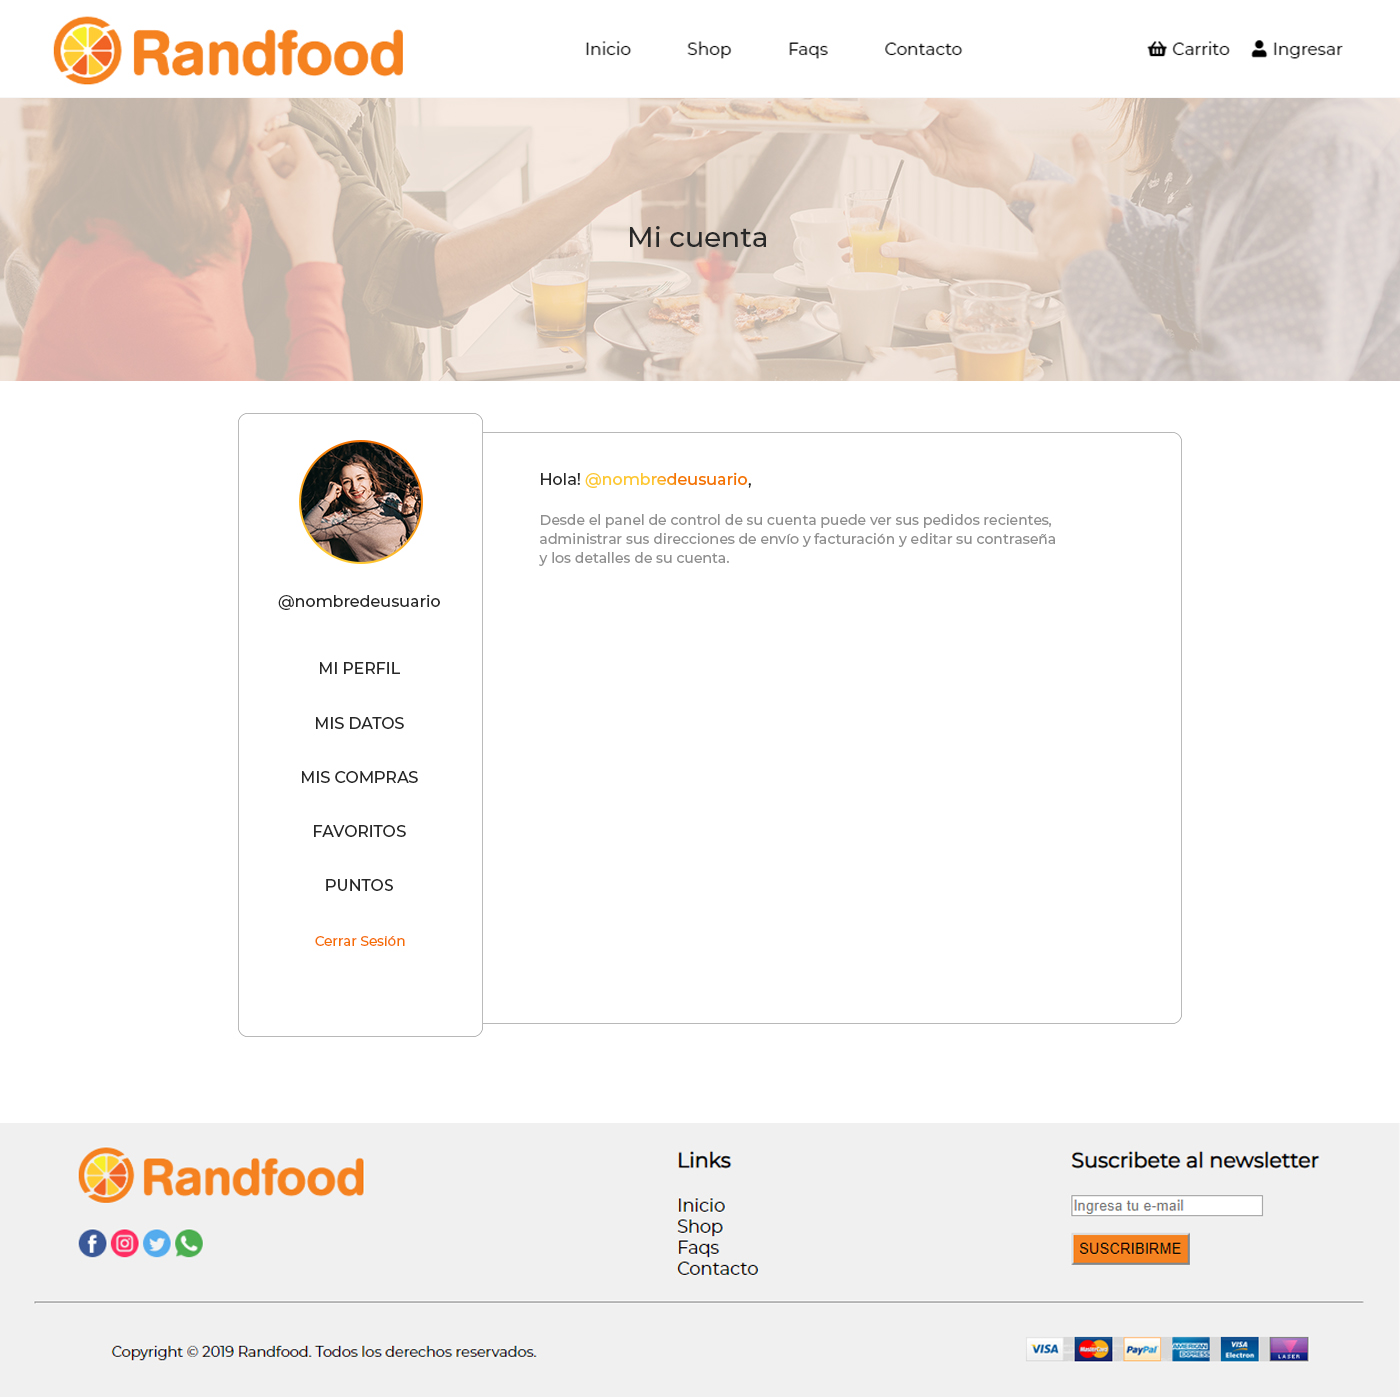 Randfood
Inicio Shop Faqs Contacto
Carrito Ingresar
Mi cuenta
@nombredeusuario
MI PERFIL
MIS DATOS
MIS COMPRAS
FAVORITOS
PUNTOS
Cerrar Sesión
Hola! @nombredeusuario,
Desde el panel de control de su cuenta puede ver sus pedidos recientes,
administrar sus direcciones de envío y facturación y editar su contraseña
y los detalles de su cuenta.
Randfood
Links
Inicio
Shop
Faqs
Contacto
Suscribete al newsletter
Ingresa tu e-mail
SUSCRIBIRME
Copyright © 2019 Randfood. Todos los derechos reservados.
VISA MasterCard PayPal AMERICAN EXPRESS VISA Electron LASER